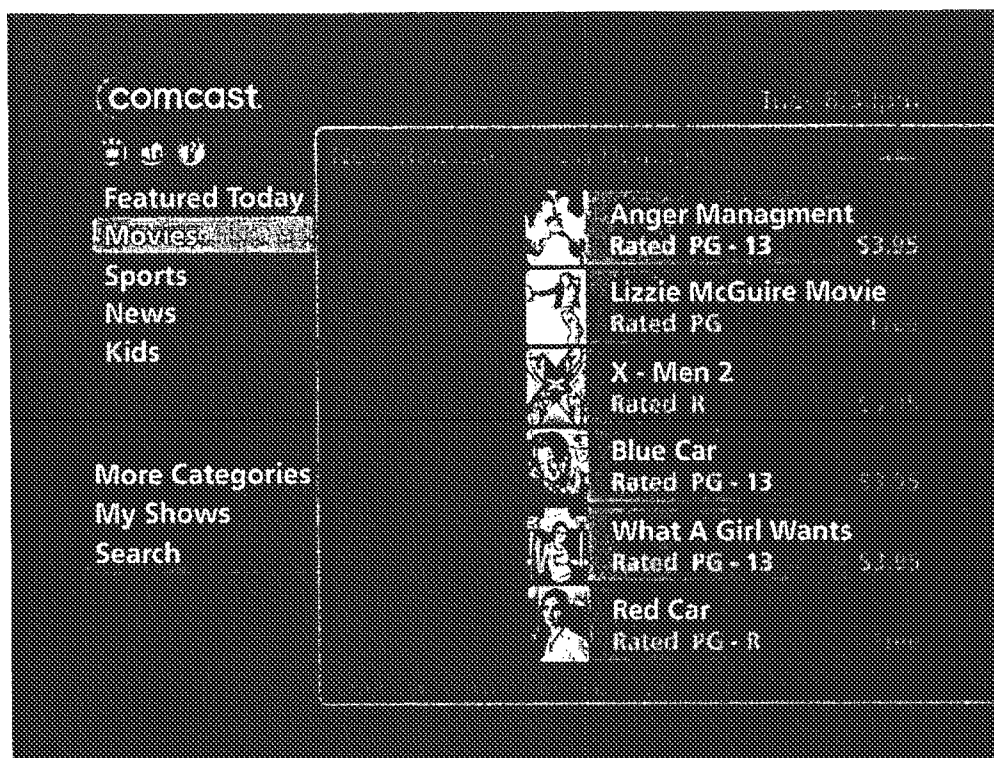 comcast
Featured Today
Movies
Sports
News
Kids
More Categories
My Shows
Search
Anger Managment
Rated PG - 13 $3.95
Lizzie McGuire Movie
Rated PG
X - Men 2
Rated R
Blue Car
Rated PG - 13
What A Girl Wants
Rated PG - 13 $3.95
Red Car
Rated PG - R